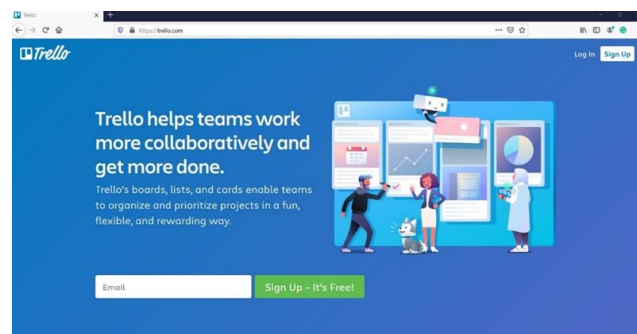 Trello
https://trello.com
Trello
Log In
Sign Up
Trello helps teams work
more collaboratively and
get more done.
Trello's boards, lists, and cards enable teams
to organize and prioritize projects in a fun,
flexible, and rewarding way.
Email
Sign Up – It's Free!